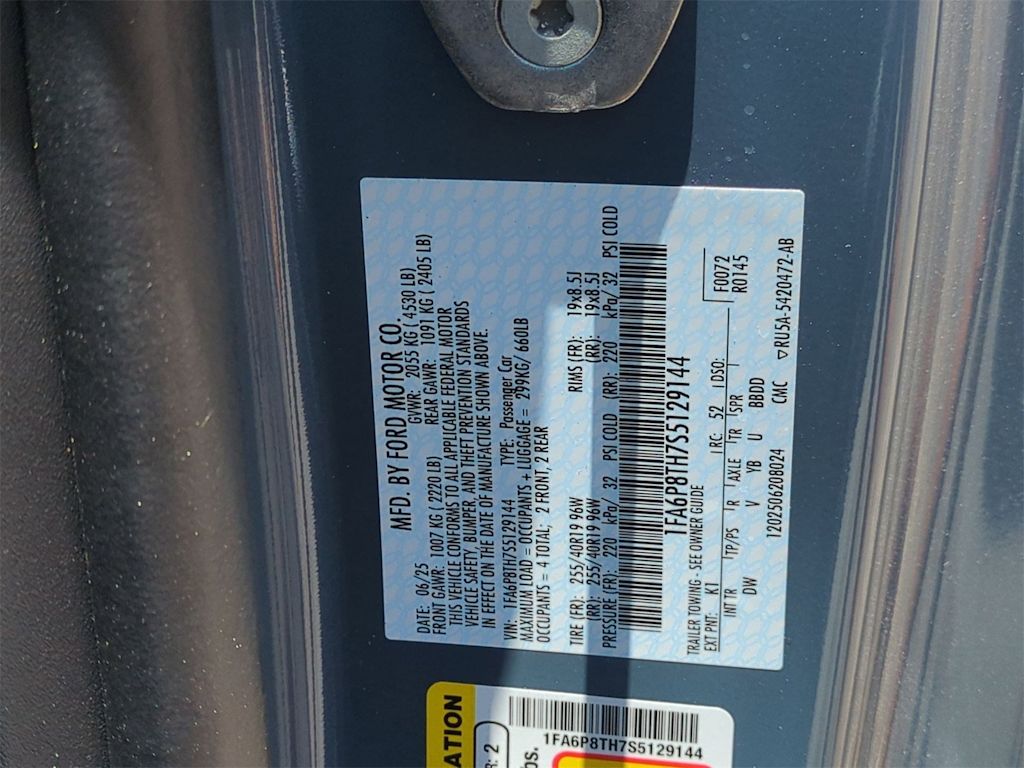 MFD. BY FORD MOTOR CO.
DATE: 06/25 GVWR: 2055 KG ( 4530 LB)
FRONT GAWR: 1007 KG ( 2220 LB) REAR GAWR: 1091 KG ( 2405 LB)
THIS VEHICLE CONFORMS TO ALL APPLICABLE FEDERAL MOTOR
VEHICLE SAFETY, BUMPER, AND THEFT PREVENTION STANDARDS
IN EFFECT ON THE DATE OF MANUFACTURE SHOWN ABOVE.
VIN: 1FA6P8TH7S5129144 TYPE: Passenger Car
MAXIMUM LOAD = OCCUPANTS + LUGGAGE = 299KG/ 660LB
OCCUPANTS = 4 TOTAL; 2 FRONT, 2 REAR
TIRE (FR): 255/40R19 96W RIMS (FR): 19x8.5J
(RR): 255/40R19 96W (RR): 19x8.5J
PRESSURE (FR): 220 kPa/ 32 PSI COLD (RR): 220 kPa/ 32 PSI COLD
1FA6P8TH7S5129144
TRAILER TOWING - SEE OWNER GUIDE
EXT PNT: K1 RC: 52 DSO: F0072
R0145
INT TR TP/PS R AXLE TR SPR
DW V YB U BBDD
120250620B024 CMC ▽RU5A-5420472-AB
ATION
R: 2
bs.
1FA6P8TH7S5129144